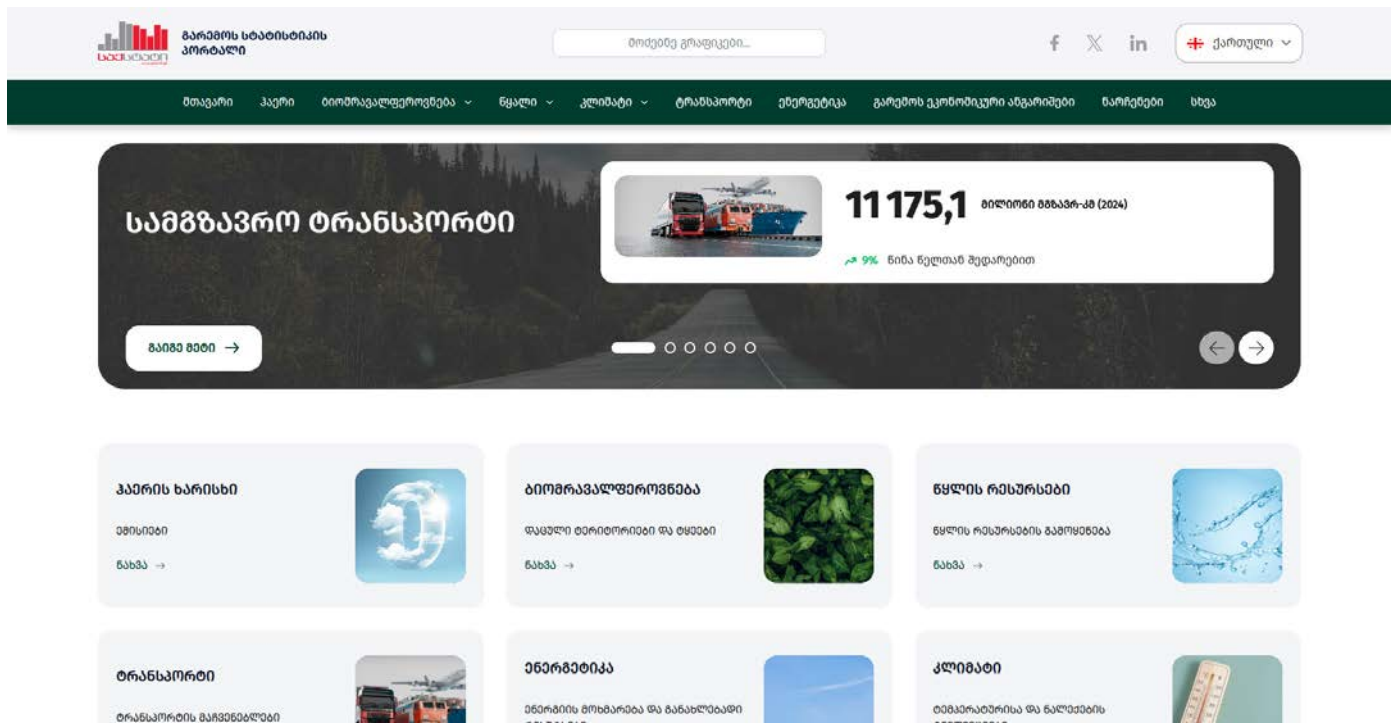 საქსტატი
გარემოს სტატისტიკის
პორტალი
მოძებნე გრაფიკები...
ქართული
მთავარი ჰაერი ბიომრავალფეროვნება წყალი კლიმატი ტრანსპორტი ენერგეტიკა გარემოს ეკონომიკური ანგარიშები ნარჩენები სხვა
სამგზავრო ტრანსპორტი
11 175,1 მილიონი მგზავრ-კმ (2024)
9% წინა წელთან შედარებით
გაიგე მეტი →
ჰაერის ხარისხი
ემისიები
ნახვა →
ბიომრავალფეროვნება
დაცული ტერიტორიები და ტყეები
ნახვა →
წყლის რესურსები
წყლის რესურსების გამოყენება
ნახვა →
ტრანსპორტი
ტრანსპორტის მაჩვენებლები
ენერგეტიკა
ენერგიის მოხმარება და განახლებადი
კლიმატი
ტემპერატურისა და ნალექების